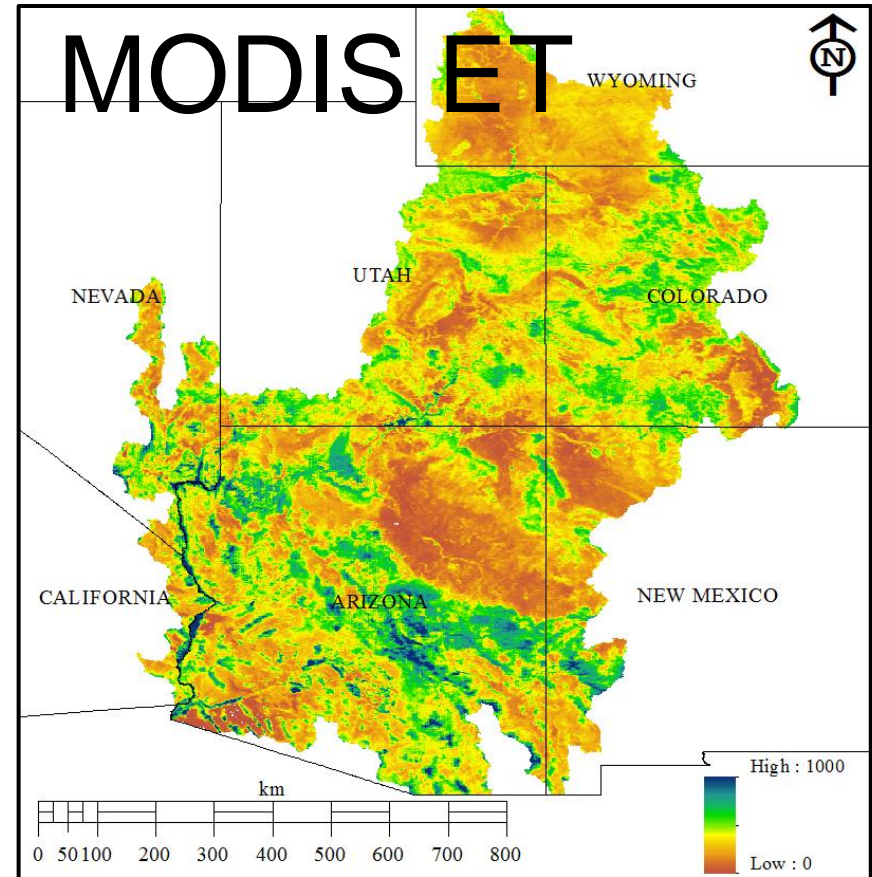 MODIS ET
N
WYOMING
UTAH
NEVADA
COLORADO
CALIFORNIA
ARIZONA
NEW MEXICO
High : 1000
Low : 0
km
0 50 100 200 300 400 500 600 700 800